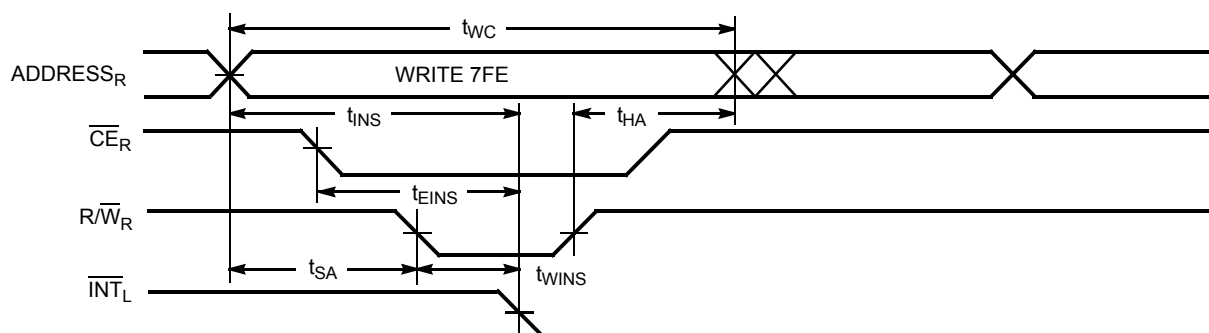 tWC
ADDRESSR
WRITE 7FE
tINS
tHA
CER
tEINS
R/WR
tSA
tWINS
INTL